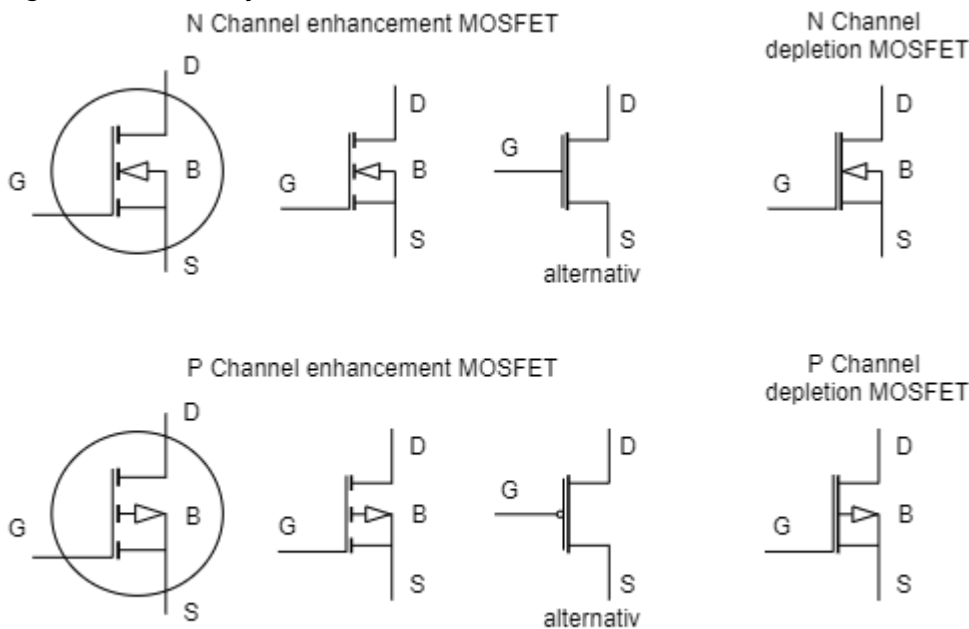 N Channel enhancement MOSFET
N Channel
depletion MOSFET
D
G
B
S
D
G
B
S
D
G
S
alternativ
D
G
B
S
P Channel enhancement MOSFET
P Channel
depletion MOSFET
D
G
B
S
D
G
B
S
D
G
S
alternativ
D
G
B
S